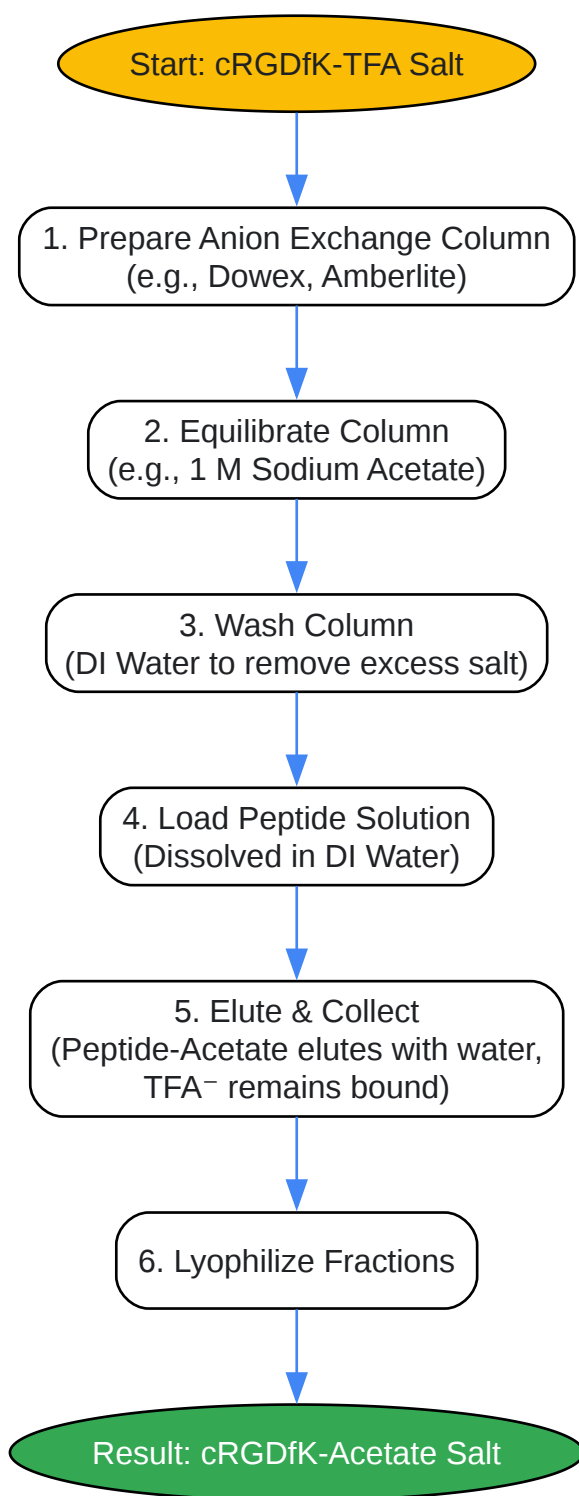 Start: cRGDfK-TFA Salt
1. Prepare Anion Exchange Column
(e.g., Dowex, Amberlite)
2. Equilibrate Column
(e.g., 1 M Sodium Acetate)
3. Wash Column
(DI Water to remove excess salt)
4. Load Peptide Solution
(Dissolved in DI Water)
5. Elute & Collect
(Peptide-Acetate elutes with water,
TFA⁻ remains bound)
6. Lyophilize Fractions
Result: cRGDfK-Acetate Salt